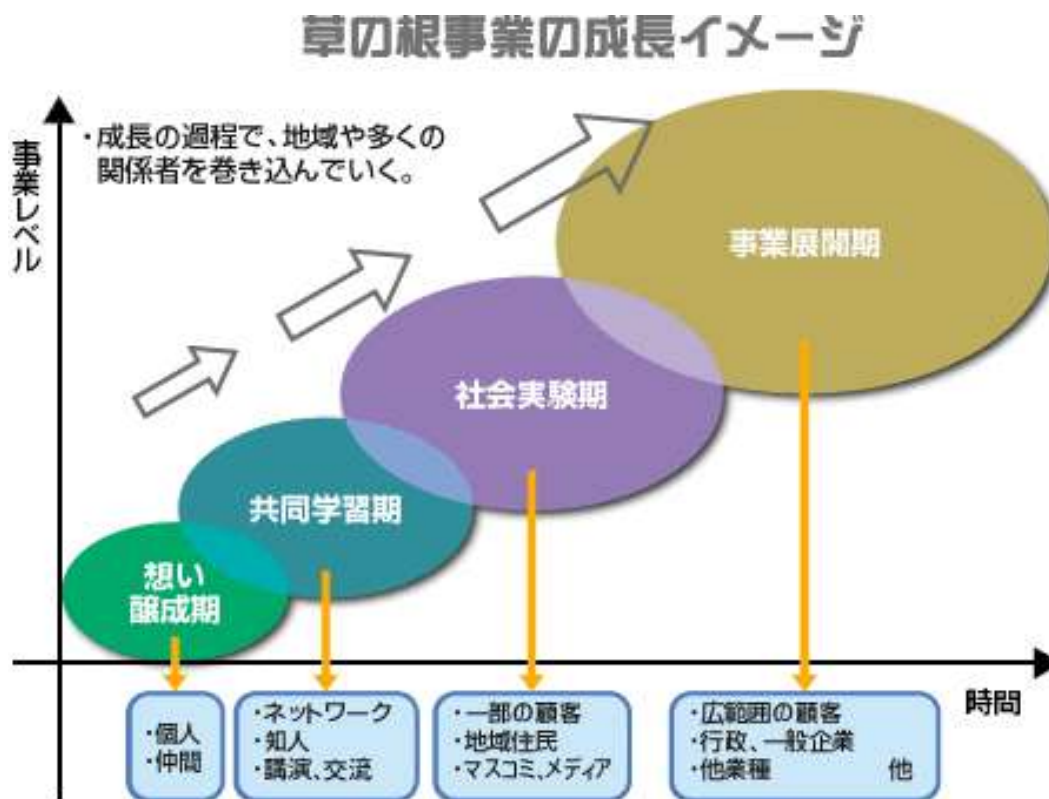 草の根事業の成長イメージ
事業レベル
・成長の過程で、地域や多くの
関係者を巻き込んでいく。
事業展開期
社会実験期
共同学習期
想い
醸成期
時間
・個人
・仲間
・ネットワーク
・知人
・講演、交流
・一部の顧客
・地域住民
・マスコミ、メディア
・広範囲の顧客
・行政、一般企業
・他業種 他